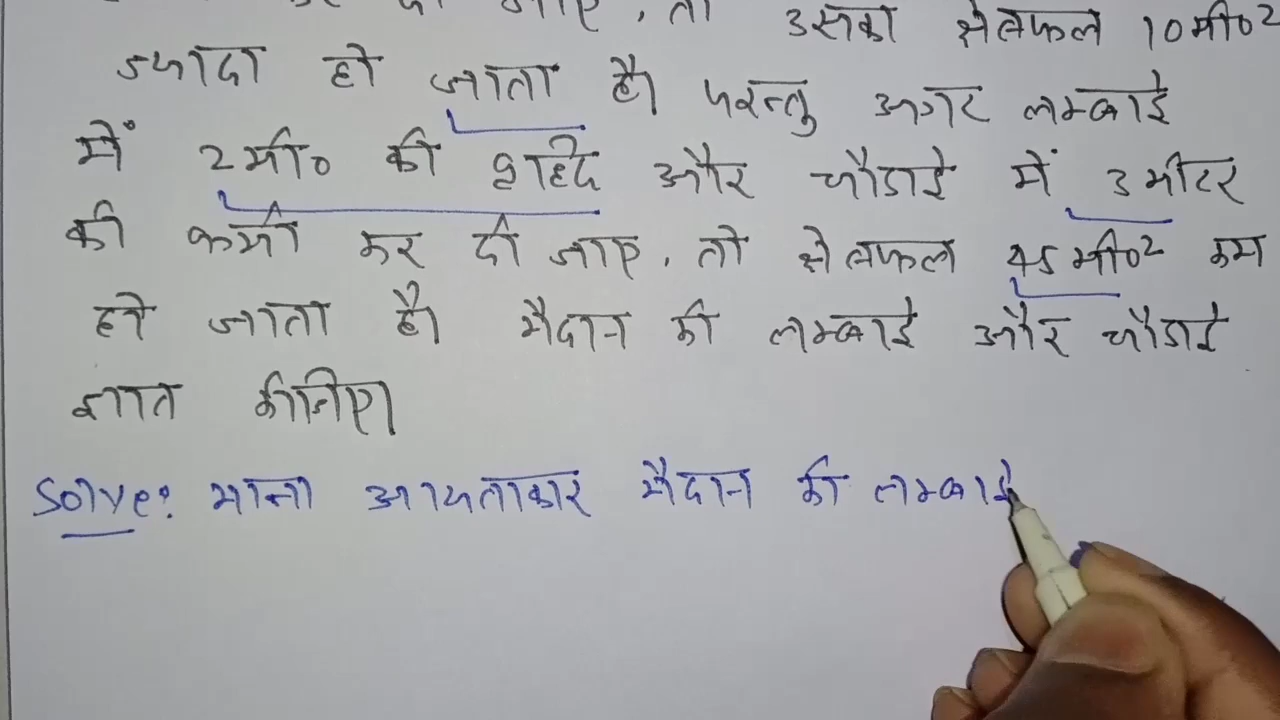 कर दी जाए, तो उसका क्षेत्रफल 10 मी०²
ज्यादा हो जाता है। परन्तु अगर लम्बाई
में 2 मी० की वृद्धि और चौडाई में 3 मीटर
की कमी कर दी जाए, तो क्षेत्रफल 45 मी०² कम
हो जाता है। मैदान की लम्बाई और चौडाई
ज्ञात कीजिए।
Solve: माना आयताकार मैदान की लम्बाई